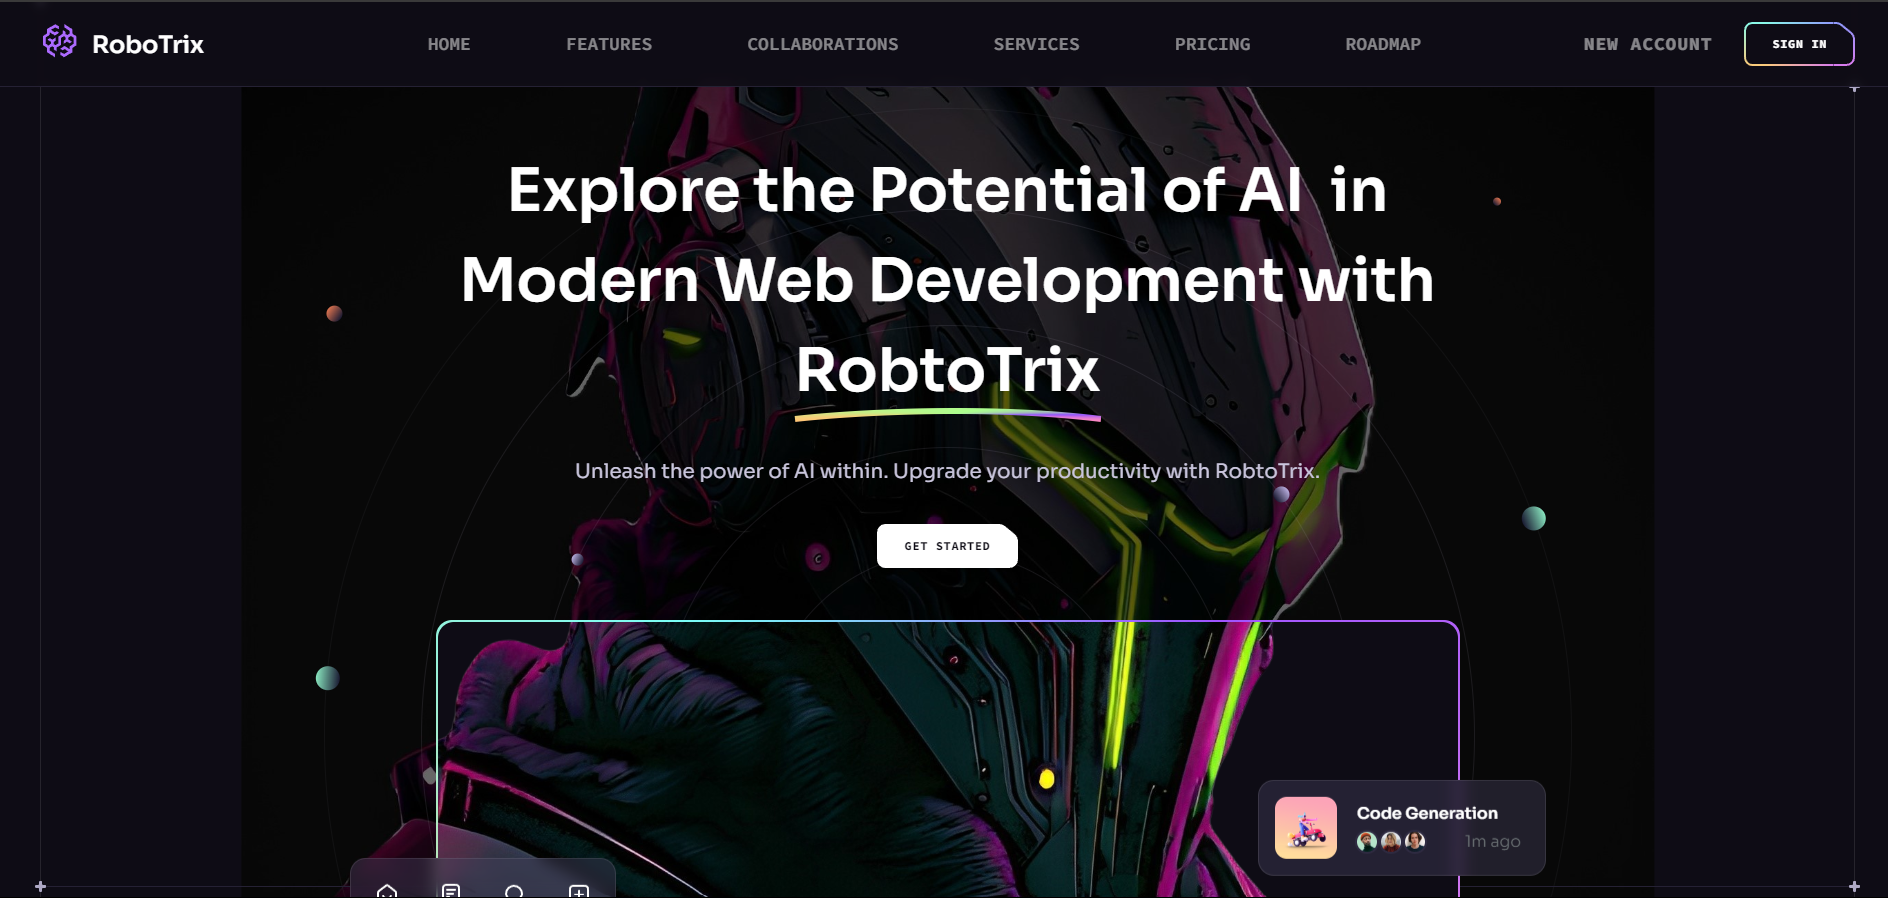 RoboTrix
HOME
FEATURES
COLLABORATIONS
SERVICES
PRICING
ROADMAP
NEW ACCOUNT
SIGN IN
Explore the Potential of AI in
Modern Web Development with
RobtoTrix
Unleash the power of AI within. Upgrade your productivity with RobtoTrix.
GET STARTED
Code Generation
1m ago